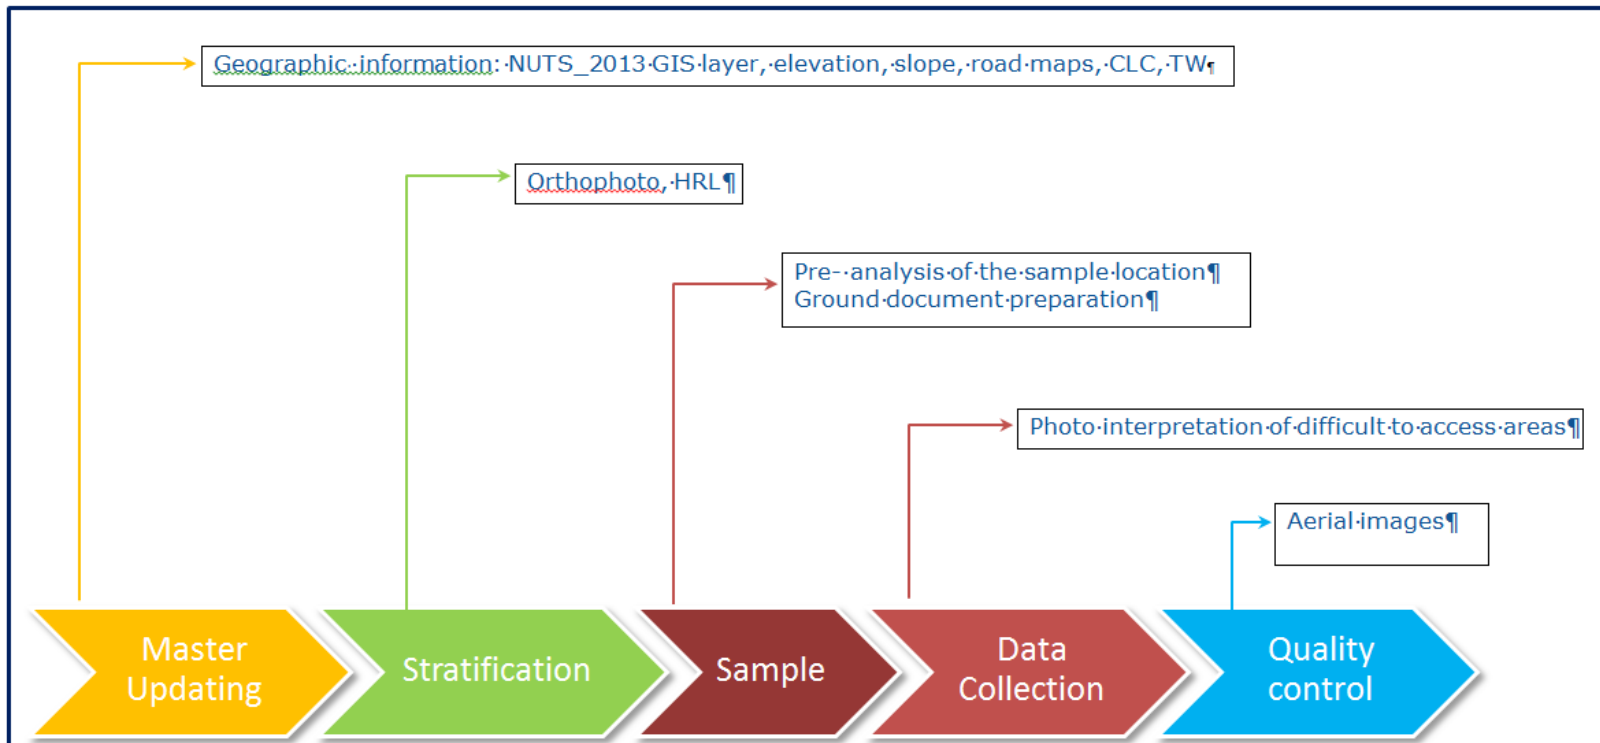 Geographic information: NUTS_2013 GIS layer, elevation, slope, road maps, CLC, TW¶
Orthophoto, HRL¶
Pre- analysis of the sample location¶
Ground document preparation¶
Photo interpretation of difficult to access areas¶
Aerial images¶
Master
Updating
Stratification
Sample
Data
Collection
Quality
control